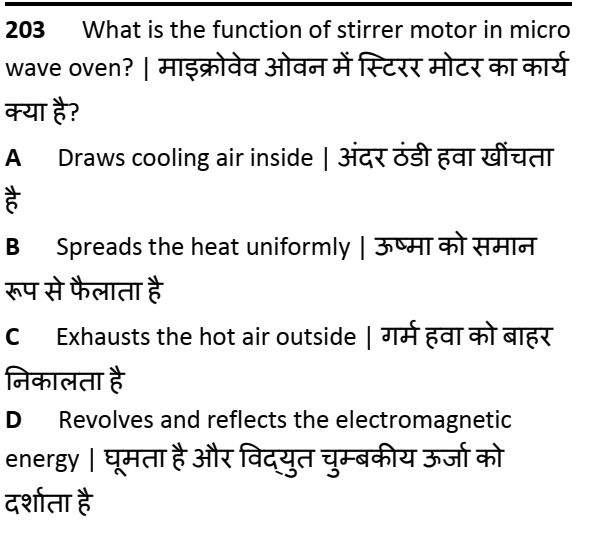 203 What is the function of stirrer motor in micro
wave oven? | माइक्रोवेव ओवन में स्टिरर मोटर का कार्य
क्या है?
A Draws cooling air inside | अंदर ठंडी हवा खींचता
है
B Spreads the heat uniformly | ऊष्मा को समान
रूप से फैलाता है
C Exhausts the hot air outside | गर्म हवा को बाहर
निकालता है
D Revolves and reflects the electromagnetic
energy | घूमता है और विद्युत चुम्बकीय ऊर्जा को
दर्शाता है